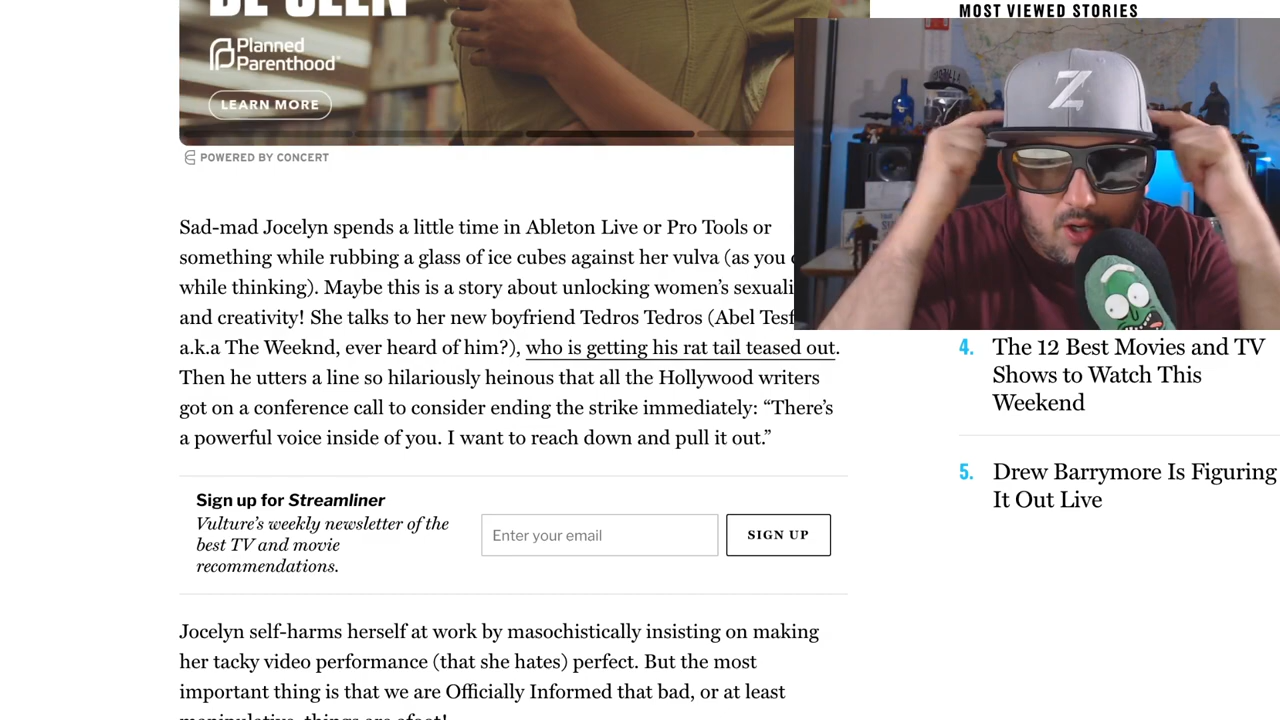 BE SEEN
Planned
Parenthood
LEARN MORE
POWERED BY CONCERT
Sad-mad Jocelyn spends a little time in Ableton Live or Pro Tools or
something while rubbing a glass of ice cubes against her vulva (as you
while thinking). Maybe this is a story about unlocking women’s
and creativity! She talks to her new boyfriend Tedros Tedros (Abel
a.k.a The Weeknd, ever heard of him?), who is getting his rat tail teased out.
Then he utters a line so hilariously heinous that all the Hollywood writers
got on a conference call to consider ending the strike immediately: “There’s
a powerful voice inside of you. I want to reach down and pull it out.”
Sign up for Streamliner
Vulture’s weekly newsletter of the
best TV and movie
recommendations.
Enter your email
SIGN UP
Jocelyn self-harms herself at work by masochistically insisting on making
her tacky video performance (that she hates) perfect. But the most
important thing is that we are Officially Informed that bad, or at least
manipulative, things are afoot!
MOST VIEWED STORIES
Z
4. The 12 Best Movies and TV
Shows to Watch This
Weekend
5. Drew Barrymore Is Figuring
It Out Live